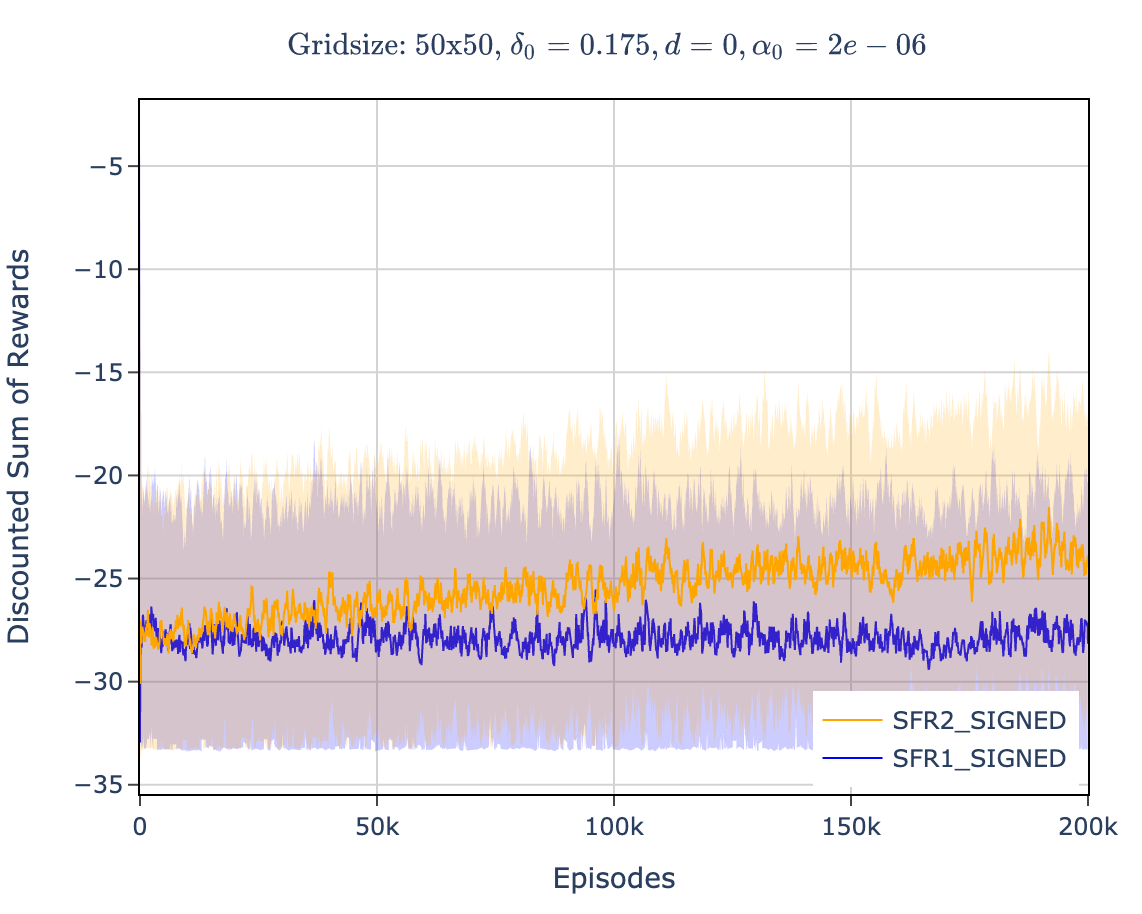 Gridsize: 50x50, δ₀ = 0.175, d = 0, α₀ = 2e − 06
Discounted Sum of Rewards
−5
−10
−15
−20
−25
−30
−35
SFR2_SIGNED
SFR1_SIGNED
0
50k
100k
150k
200k
Episodes